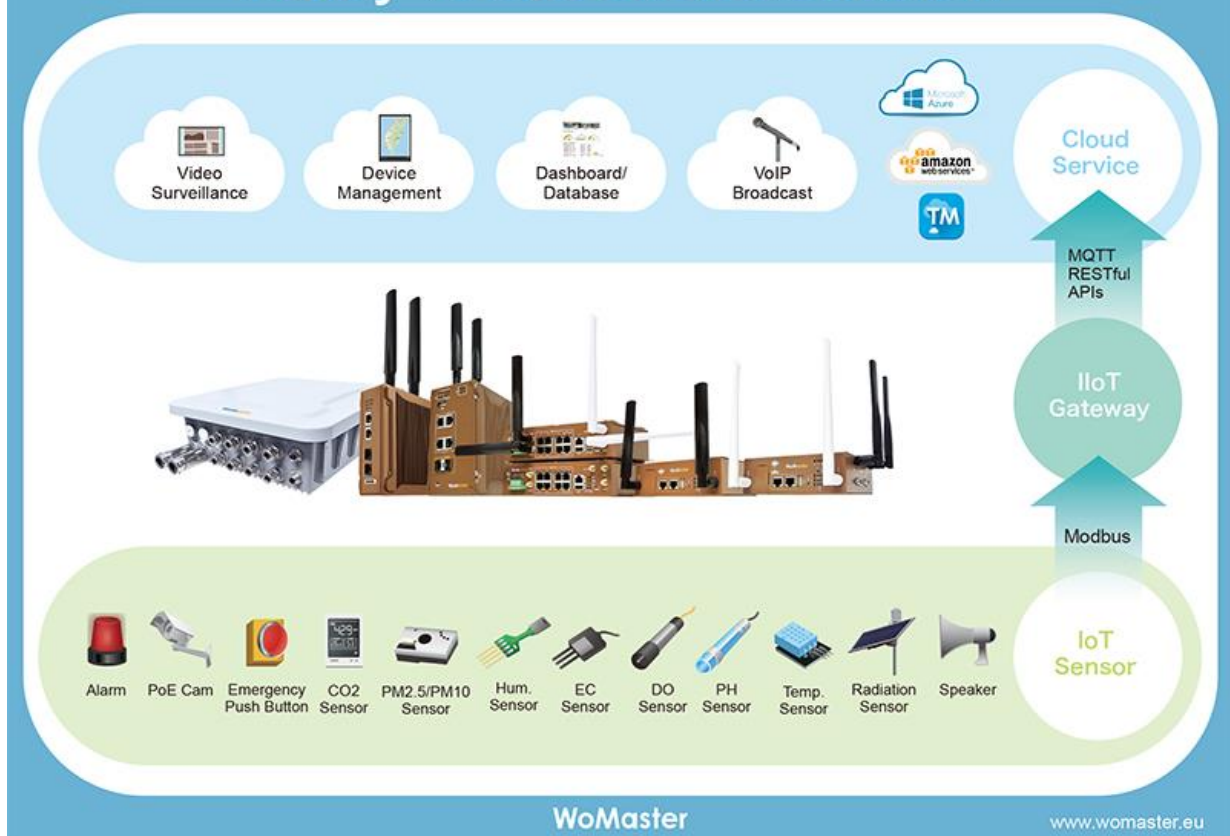 Video
Surveillance
Device
Management
Dashboard/
Database
VoIP
Broadcast
Microsoft
Azure
amazon
webservices™
TM
Cloud
Service
MQTT
RESTful
APIs
IIoT
Gateway
Modbus
IoT
Sensor
Alarm
PoE Cam
Emergency
Push Button
CO2
Sensor
PM2.5/PM10
Sensor
Hum.
Sensor
EC
Sensor
DO
Sensor
PH
Sensor
Temp.
Sensor
Radiation
Sensor
Speaker
WoMaster
www.womaster.eu